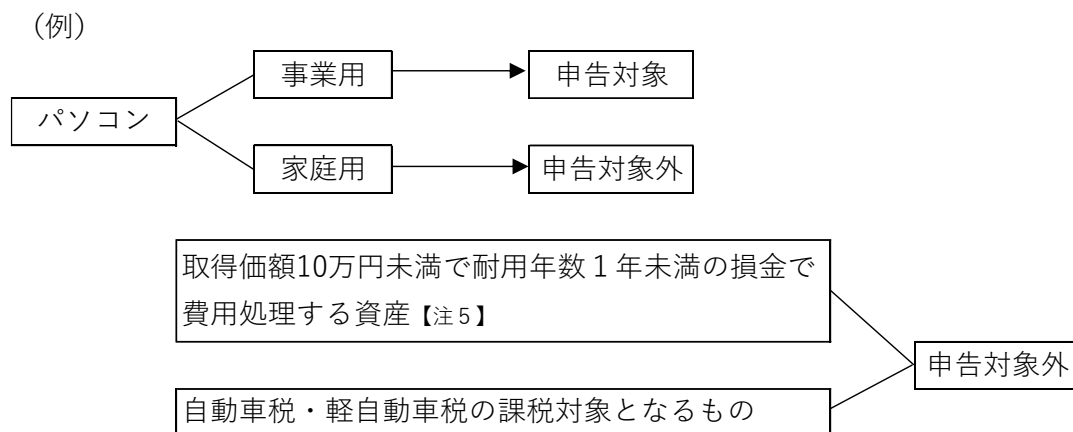 （例）
事業用
申告対象
パソコン
家庭用
申告対象外
取得価額10万円未満で耐用年数１年未満の損金で
費用処理する資産【注５】
申告対象外
自動車税・軽自動車税の課税対象となるもの